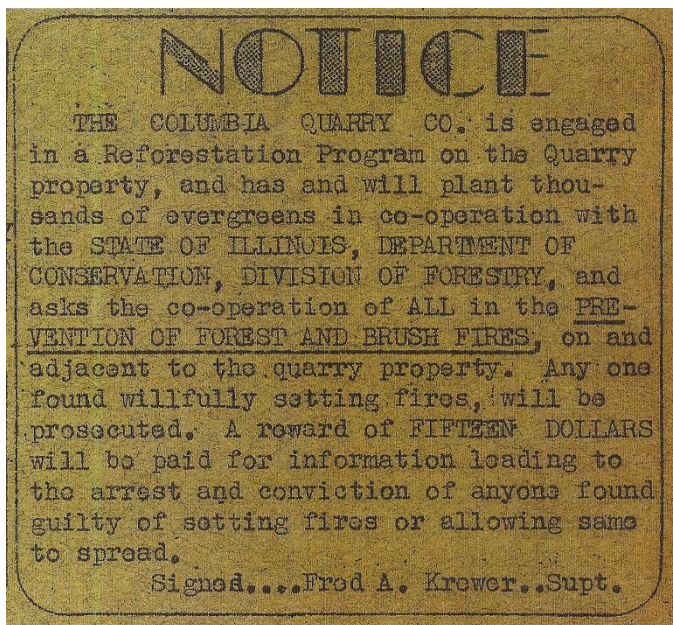 NOTICE
THE COLUMBIA QUARRY CO. is engaged
in a Reforestation Program on the Quarry
property, and has and will plant thou-
sands of evergreens in co-operation with
the STATE OF ILLINOIS, DEPARTMENT OF
CONSERVATION, DIVISION OF FORESTRY, and
asks the co-operation of ALL in the PRE-
VENTION OF FOREST AND BRUSH FIRES, on and
adjacent to the quarry property. Any one
found willfully setting fires, will be
prosecuted. A reward of FIFTEEN DOLLARS
will be paid for information leading to
the arrest and conviction of anyone found
guilty of setting fires or allowing same
to spread.
Signed....Fred A. Krower..Supt.